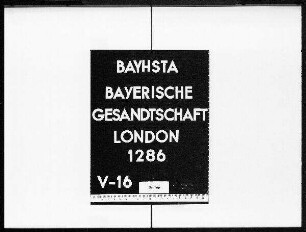 BAYHSTA
BAYERISCHE
GESANDTSCHAFT
LONDON
1286
V-16